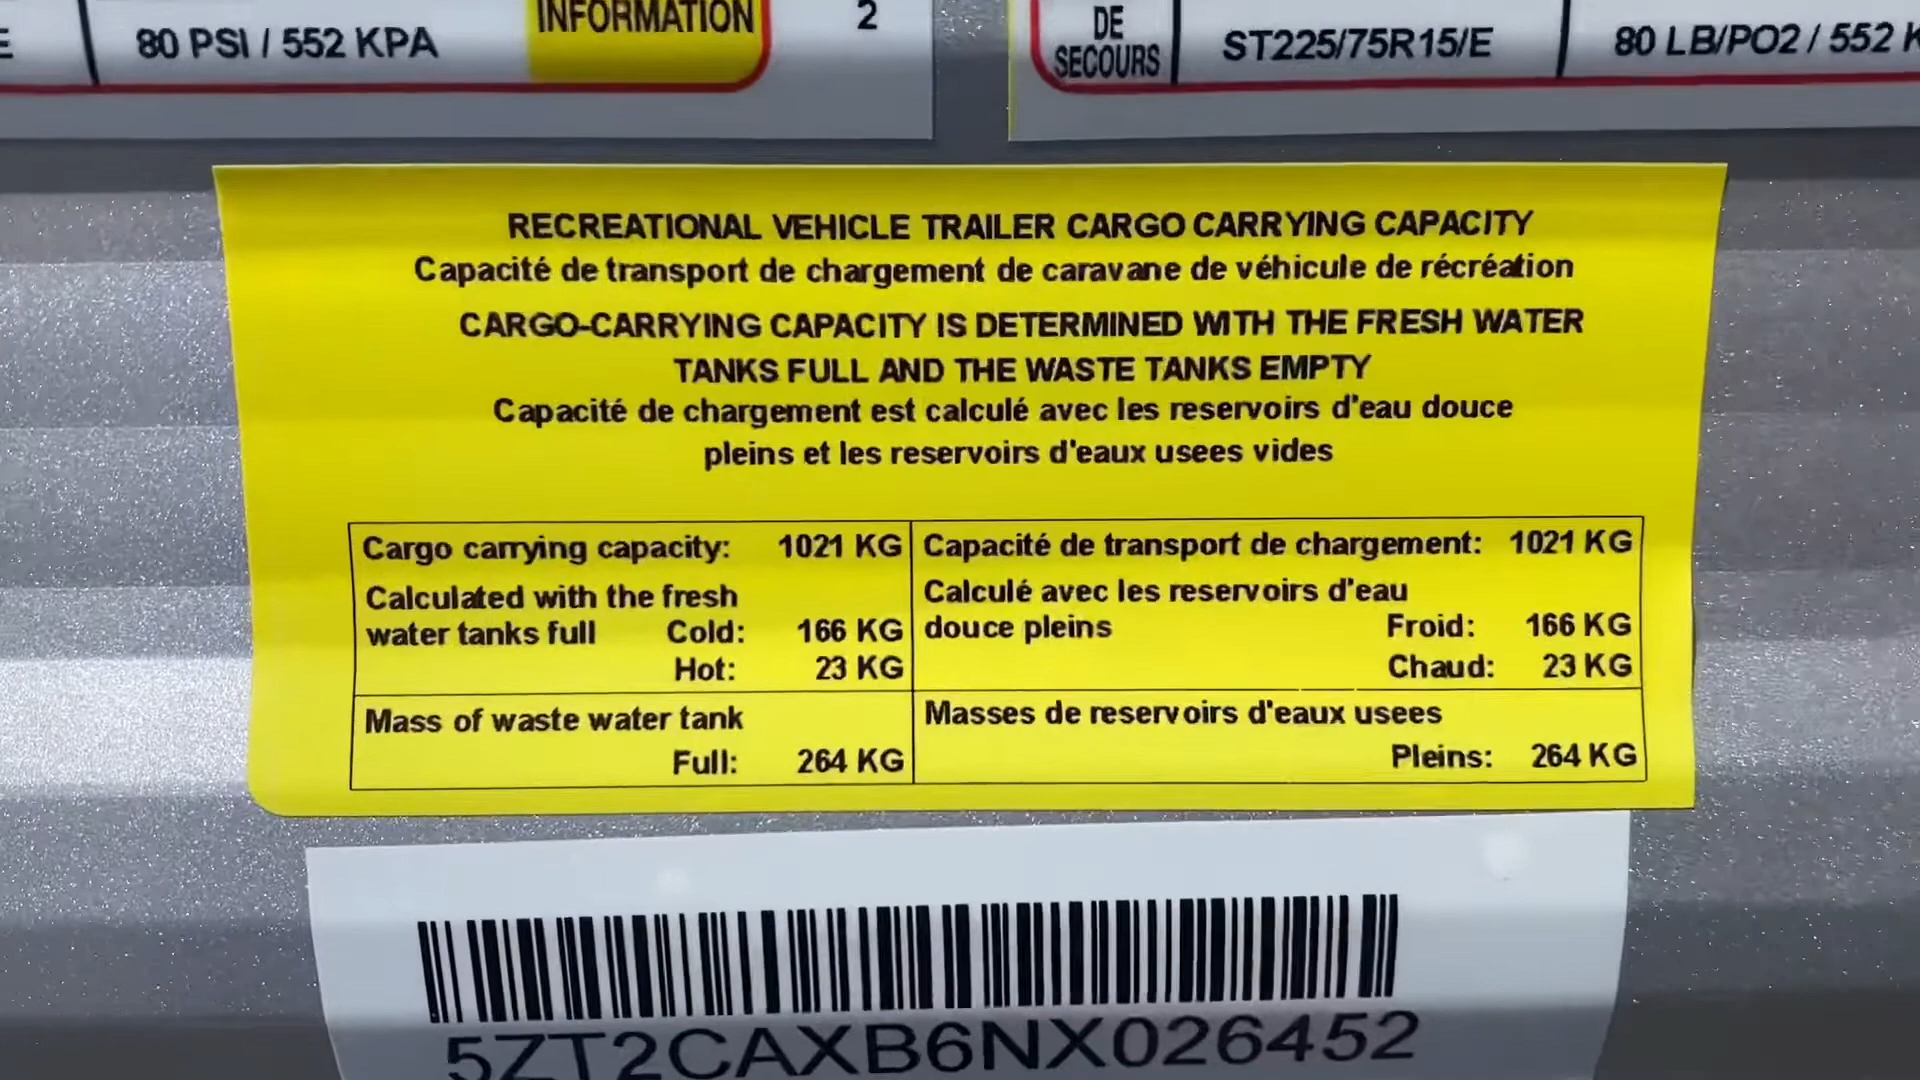 80 PSI / 552 KPA
INFORMATION
2
DE
SECOURS
ST225/75R15/E
80 LB/PO2 / 552 K
RECREATIONAL VEHICLE TRAILER CARGO CARRYING CAPACITY
Capacité de transport de chargement de caravane de véhicule de récréation
CARGO-CARRYING CAPACITY IS DETERMINED WITH THE FRESH WATER
TANKS FULL AND THE WASTE TANKS EMPTY
Capacité de chargement est calculé avec les reservoirs d'eau douce
pleins et les reservoirs d'eaux usees vides
Cargo carrying capacity: 1021 KG
Calculated with the fresh
water tanks full Cold: 166 KG
Hot: 23 KG
Mass of waste water tank
Full: 264 KG
Capacité de transport de chargement: 1021 KG
Calculé avec les reservoirs d'eau
douce pleins Froid: 166 KG
Chaud: 23 KG
Masses de reservoirs d'eaux usees
Pleins: 264 KG
5ZT2CAXB6NX026452